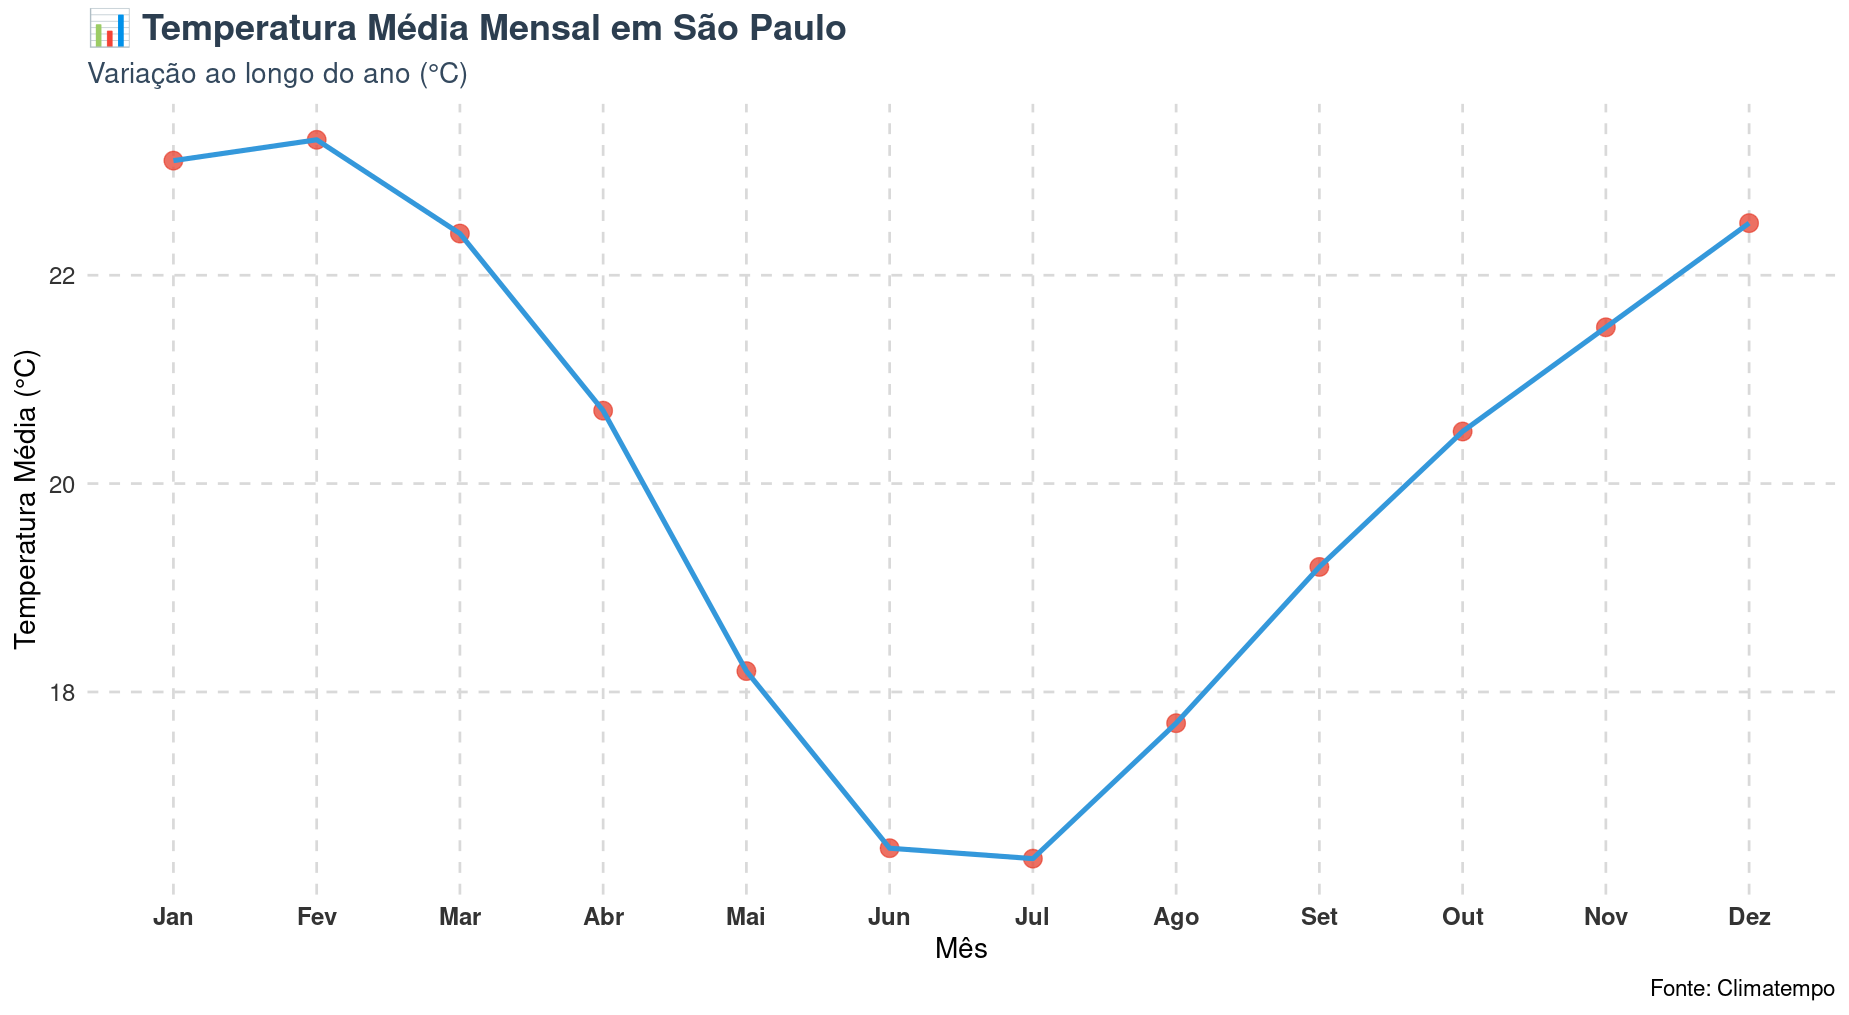 📊 Temperatura Média Mensal em São Paulo
Variação ao longo do ano (°C)
Temperatura Média (°C)
22
20
18
Jan Fev Mar Abr Mai Jun Jul Ago Set Out Nov Dez
Mês
Fonte: Climatempo